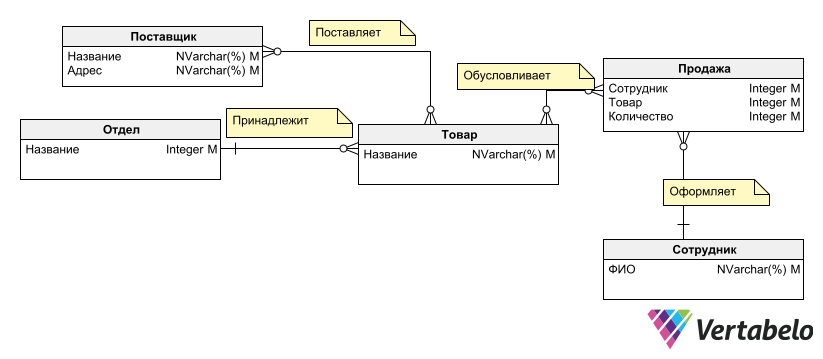 Поставщик
Название NVarchar(%) M
Адрес NVarchar(%) M
Поставляет
Обусловливает
Продажа
Сотрудник Integer M
Товар Integer M
Количество Integer M
Отдел
Название Integer M
Принадлежит
Товар
Название NVarchar(%) M
Оформляет
Сотрудник
ФИО NVarchar(%) M
Vertabelo